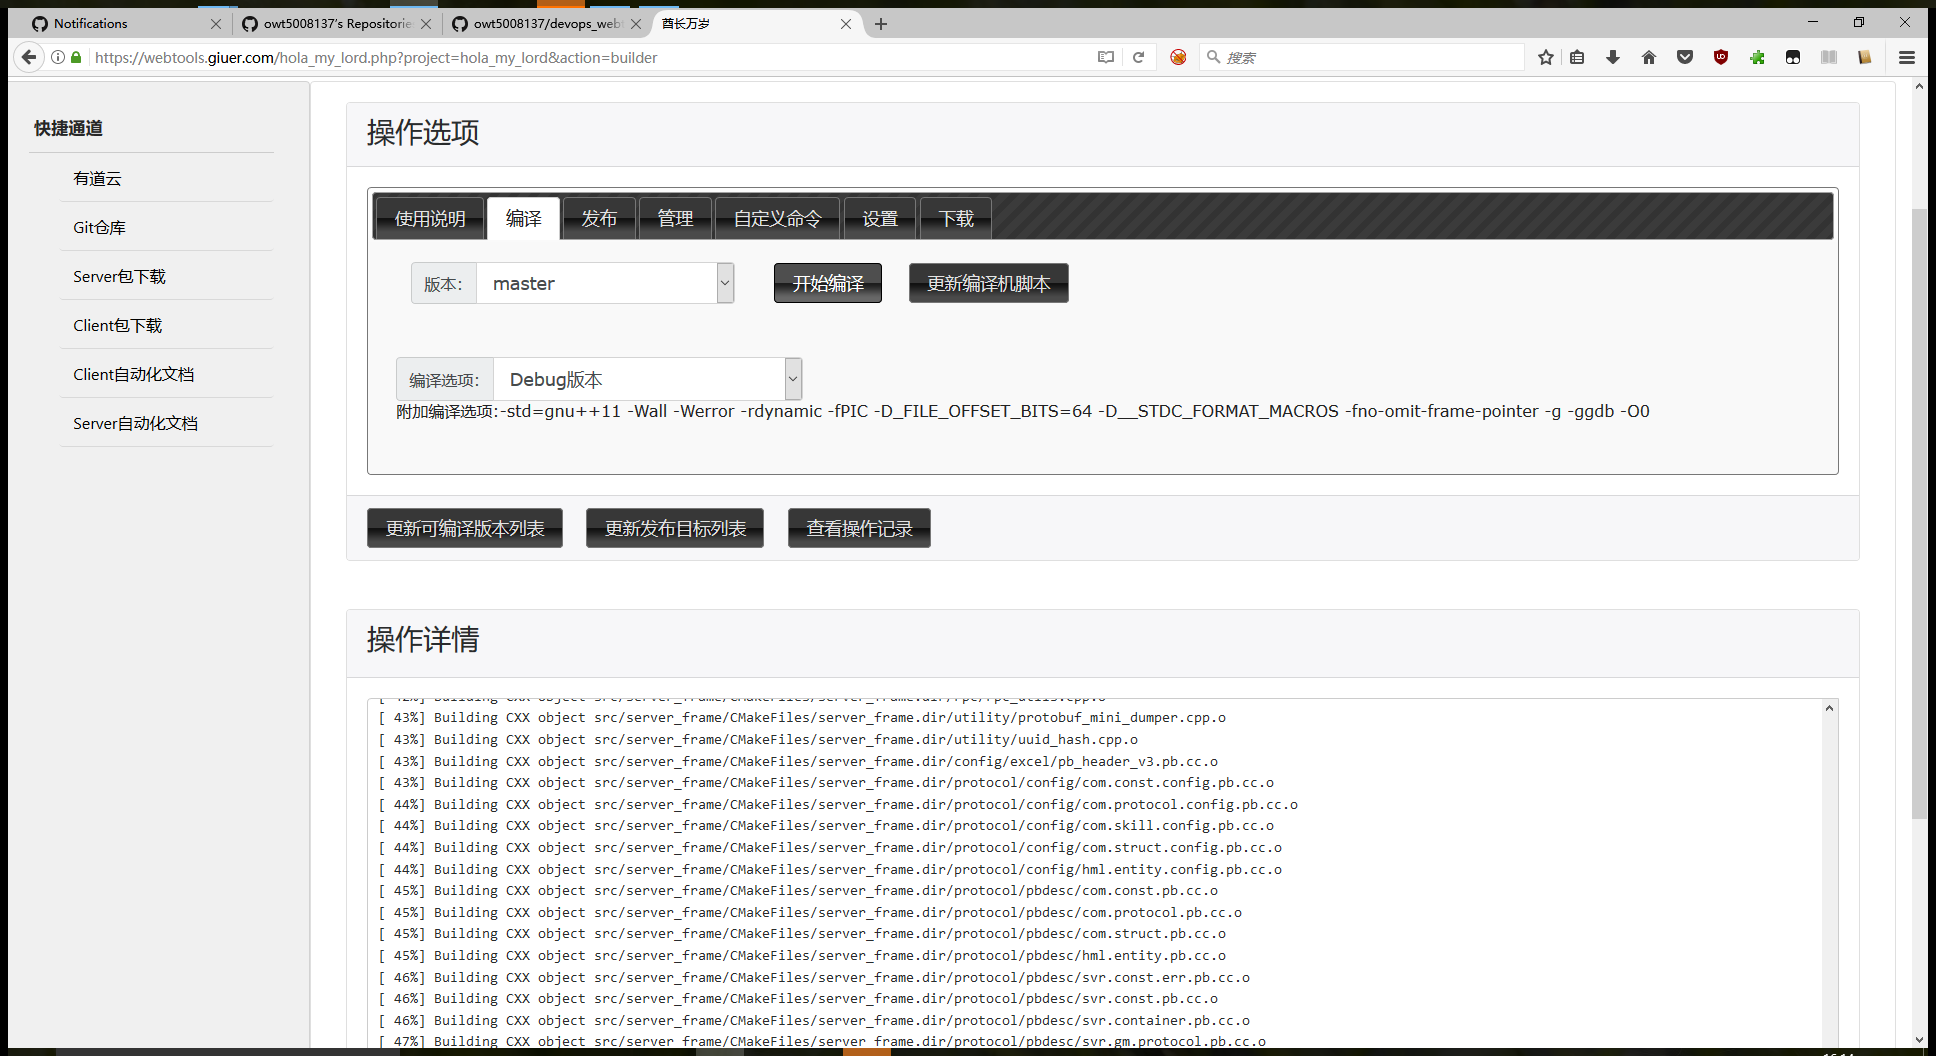 Notifications
owt5008137's Repositorie
owt5008137/devops_web
酋长万岁
https://webtools.giuer.com/hola_my_lord.php?project=hola_my_lord&action=builder
搜索
快捷通道
有道云
Git仓库
Server包下载
Client包下载
Client自动化文档
Server自动化文档
操作选项
使用说明 编译 发布 管理 自定义命令 设置 下载
版本: master 开始编译 更新编译机脚本
编译选项: Debug版本
附加编译选项:-std=gnu++11 -Wall -Werror -rdynamic -fPIC -D_FILE_OFFSET_BITS=64 -D__STDC_FORMAT_MACROS -fno-omit-frame-pointer -g -ggdb -O0
更新可编译版本列表 更新发布目标列表 查看操作记录
操作详情
[ 42%] Building CXX object src/server_frame/CMakeFiles/server_frame.dir/rpc/rpc_utils.cpp.o
[ 43%] Building CXX object src/server_frame/CMakeFiles/server_frame.dir/utility/protobuf_mini_dumper.cpp.o
[ 43%] Building CXX object src/server_frame/CMakeFiles/server_frame.dir/utility/uuid_hash.cpp.o
[ 43%] Building CXX object src/server_frame/CMakeFiles/server_frame.dir/config/excel/pb_header_v3.pb.cc.o
[ 43%] Building CXX object src/server_frame/CMakeFiles/server_frame.dir/protocol/config/com.const.config.pb.cc.o
[ 44%] Building CXX object src/server_frame/CMakeFiles/server_frame.dir/protocol/config/com.protocol.config.pb.cc.o
[ 44%] Building CXX object src/server_frame/CMakeFiles/server_frame.dir/protocol/config/com.skill.config.pb.cc.o
[ 44%] Building CXX object src/server_frame/CMakeFiles/server_frame.dir/protocol/config/com.struct.config.pb.cc.o
[ 44%] Building CXX object src/server_frame/CMakeFiles/server_frame.dir/protocol/config/hml.entity.config.pb.cc.o
[ 45%] Building CXX object src/server_frame/CMakeFiles/server_frame.dir/protocol/pbdesc/com.const.pb.cc.o
[ 45%] Building CXX object src/server_frame/CMakeFiles/server_frame.dir/protocol/pbdesc/com.protocol.pb.cc.o
[ 45%] Building CXX object src/server_frame/CMakeFiles/server_frame.dir/protocol/pbdesc/com.struct.pb.cc.o
[ 45%] Building CXX object src/server_frame/CMakeFiles/server_frame.dir/protocol/pbdesc/hml.entity.pb.cc.o
[ 46%] Building CXX object src/server_frame/CMakeFiles/server_frame.dir/protocol/pbdesc/svr.const.err.pb.cc.o
[ 46%] Building CXX object src/server_frame/CMakeFiles/server_frame.dir/protocol/pbdesc/svr.const.pb.cc.o
[ 46%] Building CXX object src/server_frame/CMakeFiles/server_frame.dir/protocol/pbdesc/svr.container.pb.cc.o
[ 47%] Building CXX object src/server_frame/CMakeFiles/server_frame.dir/protocol/pbdesc/svr.gm.protocol.pb.cc.o